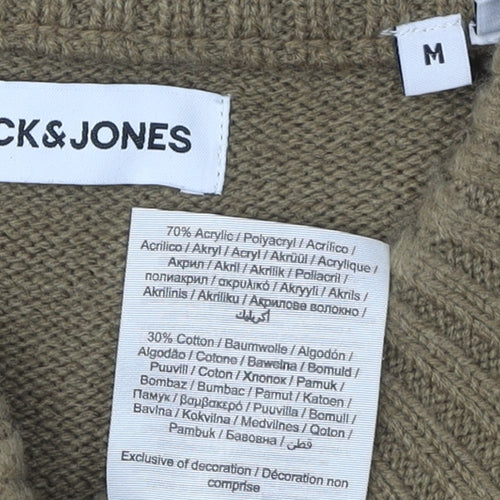 M
CK&JONES
70% Acrylic / Polyacryl / Acrílico /
Acrilico / Akryl / Acryl / Akrüül / Acrylique /
Акрил / Akril / Akrilik / Poliacril /
полиакрил / ακρυλικό / Akryyli / Akrils /
Akrilinis / Akriliku / Акрилове волокно /
أكريليك
30% Cotton / Baumwolle / Algodón /
Algodão / Cotone / Bawełna / Bomuld /
Puuvill / Coton / Хлопок / Pamuk /
Bombaz / Bumbac / Pamut / Katoen /
Памук / βαμβακερό / Puuvilla / Bomull /
Bavlna / Kokvilna / Medvilnės / Qoton /
Pambuk / Бавовна / قطن
Exclusive of decoration / Décoration non
comprise